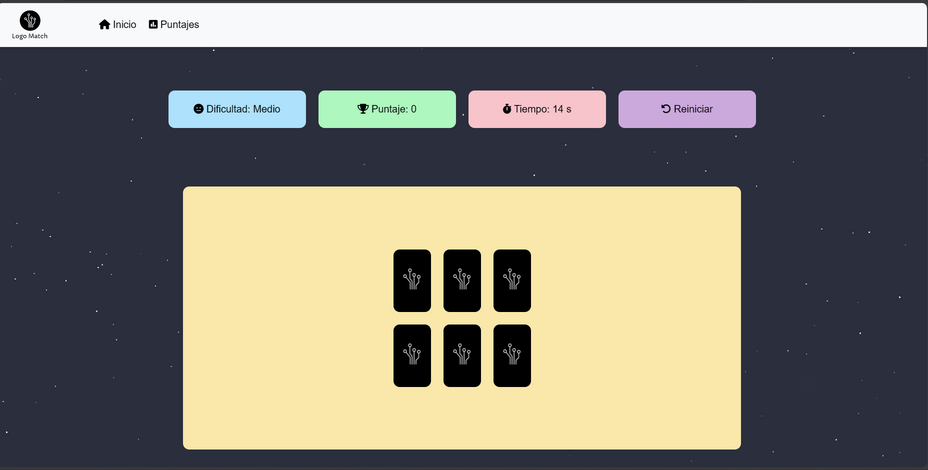 Logo Match
Inicio
Puntajes
Dificultad: Medio
Puntaje: 0
Tiempo: 14 s
Reiniciar